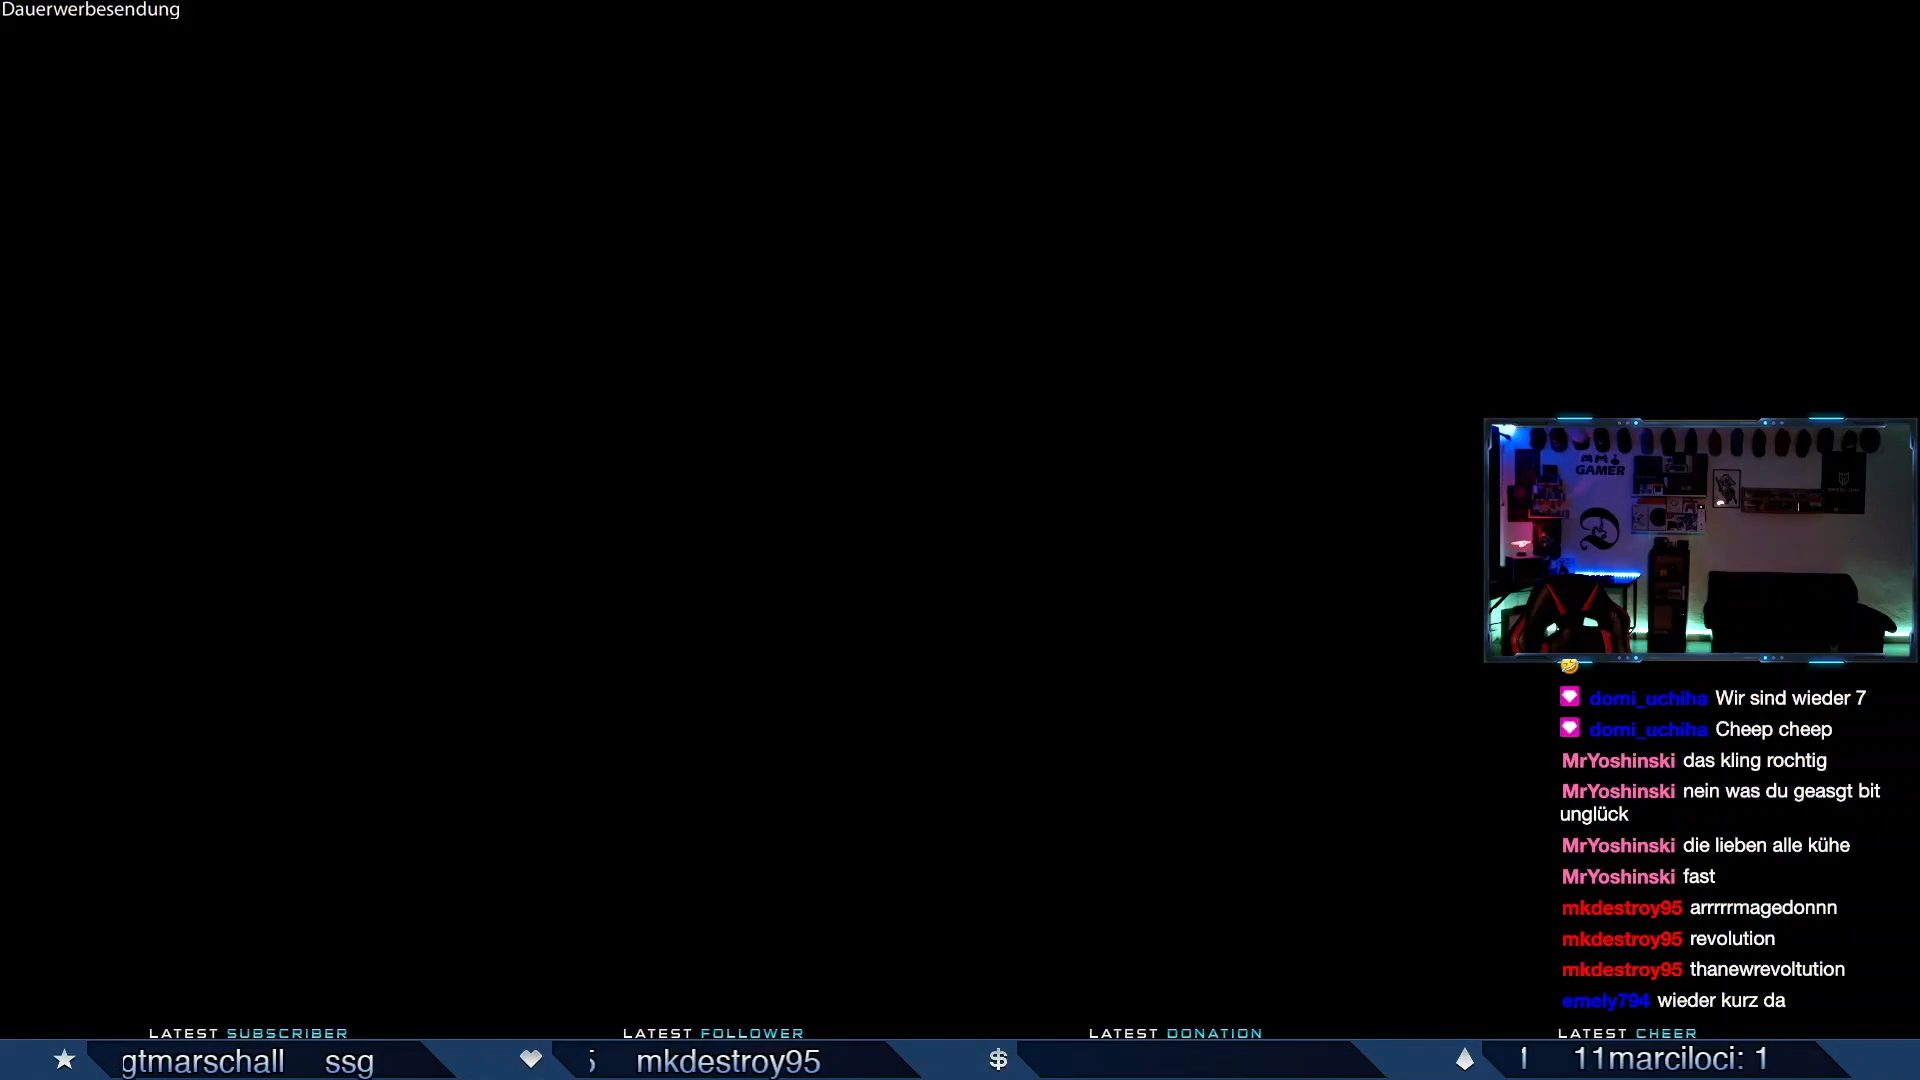 Dauerwerbesendung
GAMER
domi_uchiha Wir sind wieder 7
domi_uchiha Cheep cheep
MrYoshinski das kling rochtig
MrYoshinski nein was du geasgt bit
unglück
MrYoshinski die lieben alle kühe
MrYoshinski fast
mkdestroy95 arrrrrmagedonnn
mkdestroy95 revolution
mkdestroy95 thanewrevoltution
emely794 wieder kurz da
LATEST SUBSCRIBER
gtmarschall ssg
LATEST FOLLOWER
mkdestroy95
LATEST DONATION
$
LATEST CHEER
11marciloci: 1